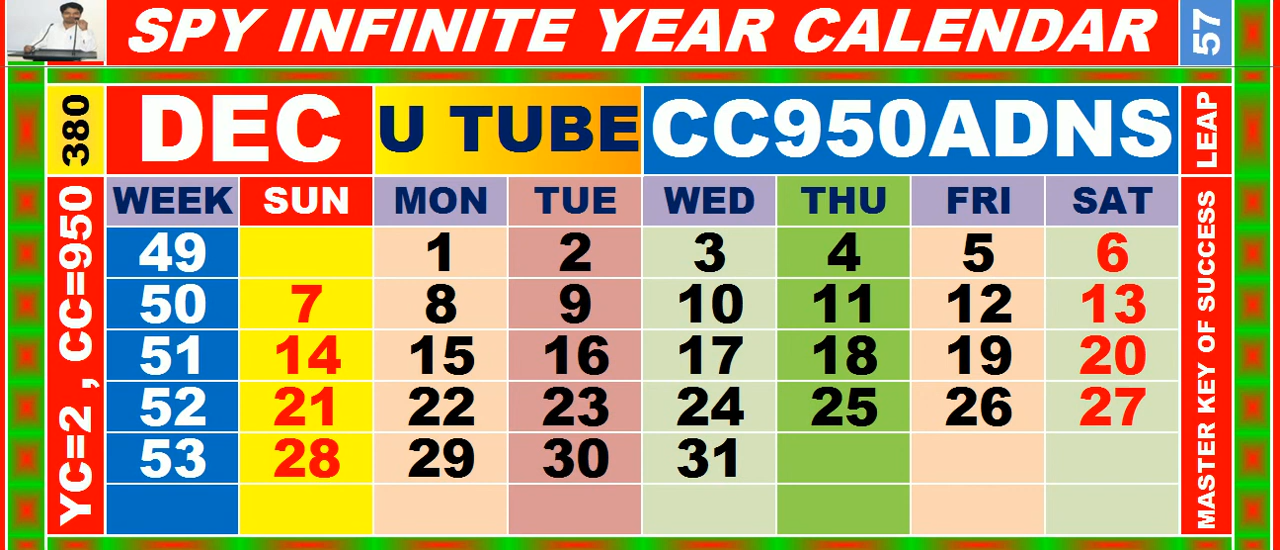 SPY INFINITE YEAR CALENDAR
57
380
DEC
U TUBE
CC950ADNS
LEAP
YC=2 , CC=950
WEEK SUN MON TUE WED THU FRI SAT
49 1 2 3 4 5 6
50 7 8 9 10 11 12 13
51 14 15 16 17 18 19 20
52 21 22 23 24 25 26 27
53 28 29 30 31
MASTER KEY OF SUCCESS